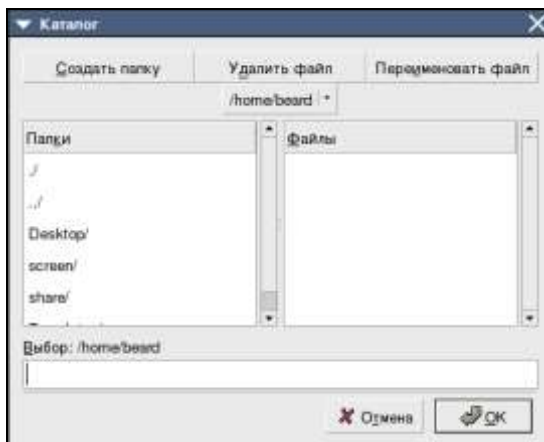 Каталог
Создать папку Удалить файл Переименовать файл
/home/beard
Папки Файлы
./
../
Desktop/
screen/
share/
Выбор: /home/beard
Отмена OK